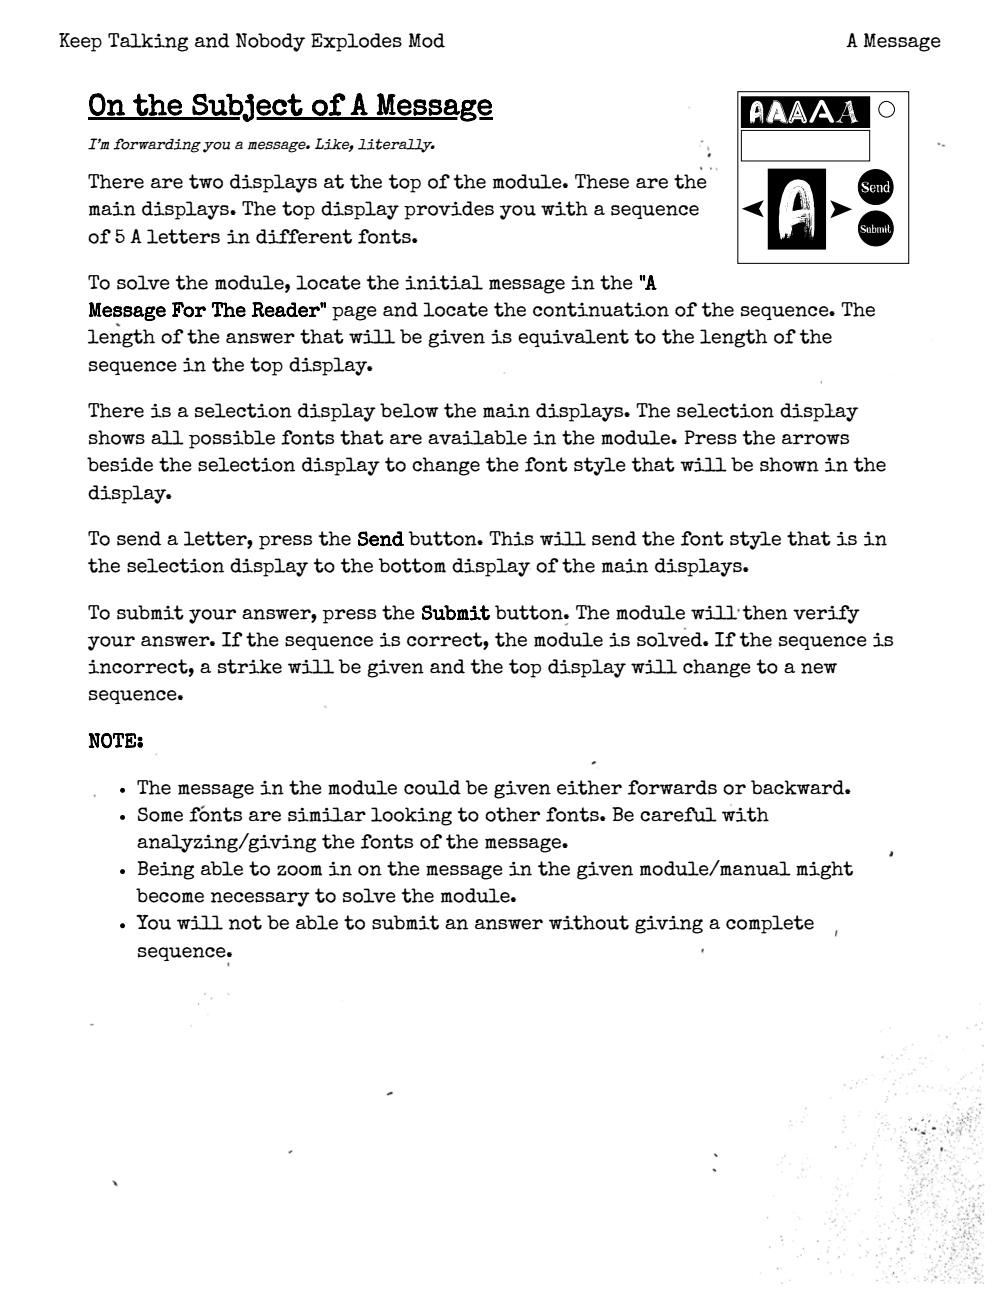 Keep Talking and Nobody Explodes Mod
A Message
On the Subject of A Message
I'm forwarding you a message. Like, literally.
AAAAA
There are two displays at the top of the module. These are the
main displays. The top display provides you with a sequence
of 5 A letters in different fonts.
A
Send
Submit
To solve the module, locate the initial message in the "A
Message For The Reader" page and locate the continuation of the sequence. The
length of the answer that will be given is equivalent to the length of the
sequence in the top display.
There is a selection display below the main displays. The selection display
shows all possible fonts that are available in the module. Press the arrows
beside the selection display to change the font style that will be shown in the
display.
To send a letter, press the Send button. This will send the font style that is in
the selection display to the bottom display of the main displays.
To submit your answer, press the Submit button. The module will then verify
your answer. If the sequence is correct, the module is solved. If the sequence is
incorrect, a strike will be given and the top display will change to a new
sequence.
NOTE:
• The message in the module could be given either forwards or backward.
• Some fonts are similar looking to other fonts. Be careful with
analyzing/giving the fonts of the message.
• Being able to zoom in on the message in the given module/manual might
become necessary to solve the module.
• You will not be able to submit an answer without giving a complete
sequence.